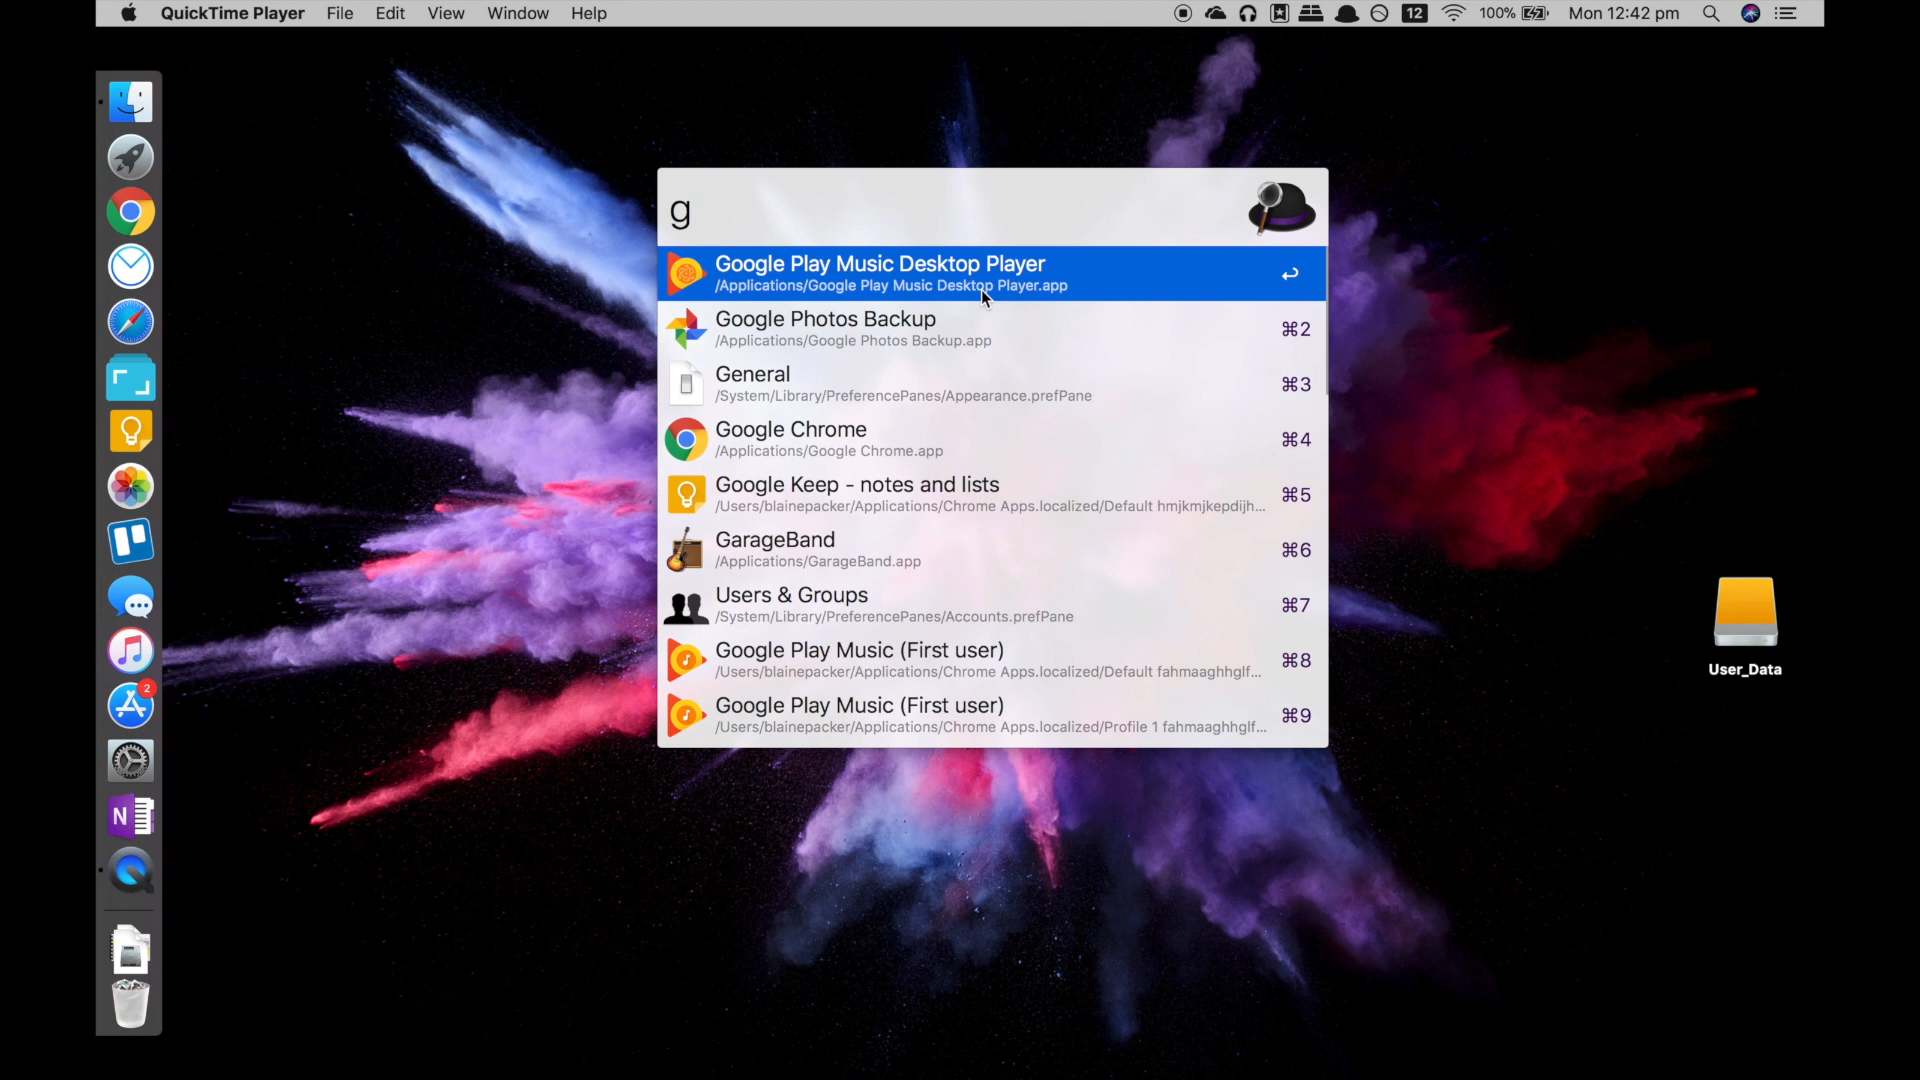 QuickTime Player File Edit View Window Help 12 100% Mon 12:42 pm
g
Google Play Music Desktop Player
/Applications/Google Play Music Desktop Player.app
Google Photos Backup
/Applications/Google Photos Backup.app
⌘2
General
/System/Library/PreferencePanes/Appearance.prefPane
⌘3
Google Chrome
/Applications/Google Chrome.app
⌘4
Google Keep - notes and lists
/Users/blainepacker/Applications/Chrome Apps.localized/Default hmjkmjkepdijh...
⌘5
GarageBand
/Applications/GarageBand.app
⌘6
Users & Groups
/System/Library/PreferencePanes/Accounts.prefPane
⌘7
Google Play Music (First user)
/Users/blainepacker/Applications/Chrome Apps.localized/Default fahmaaghhglf...
⌘8
Google Play Music (First user)
/Users/blainepacker/Applications/Chrome Apps.localized/Profile 1 fahmaaghhglf...
⌘9
2
N
User_Data